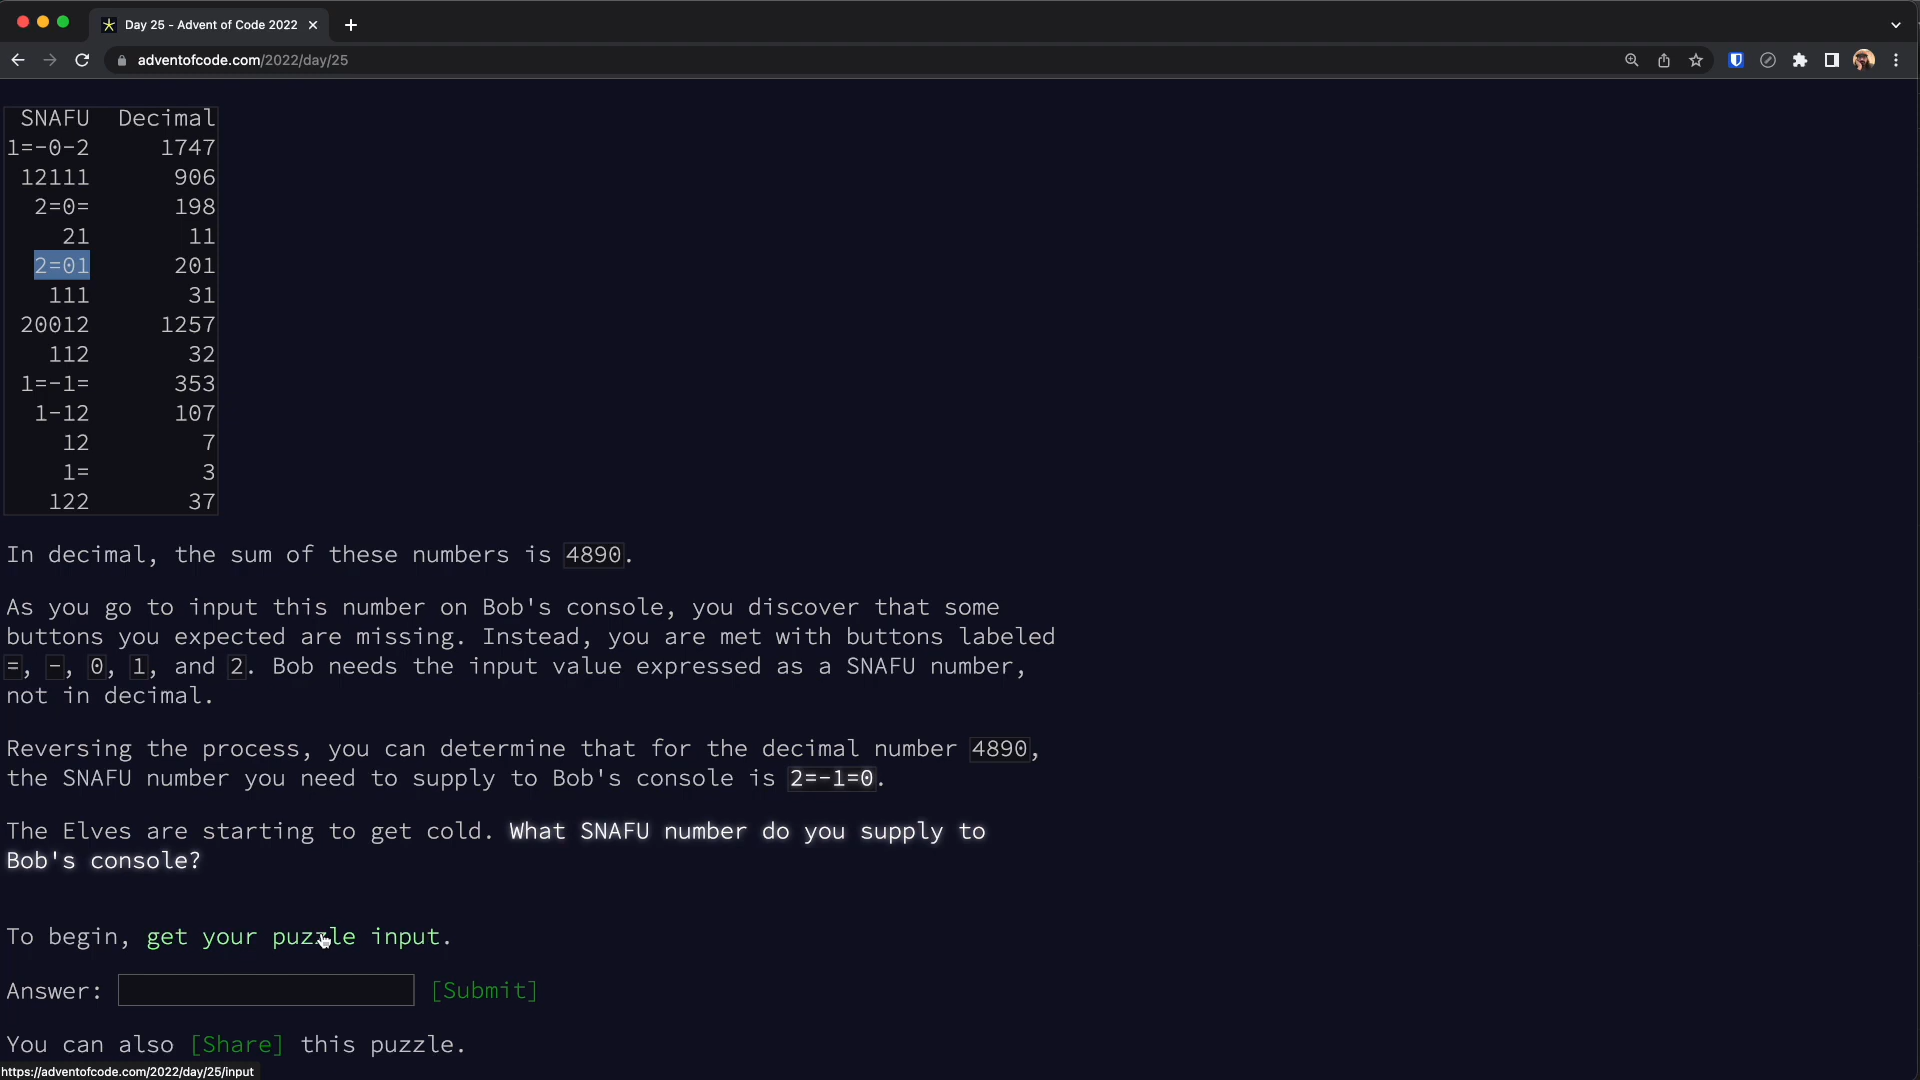 Day 25 - Advent of Code 2022
adventofcode.com/2022/day/25
SNAFU Decimal
1=-0-2 1747
12111 906
2=0= 198
21 11
2=01 201
111 31
20012 1257
112 32
1=-1= 353
1-12 107
12 7
1= 3
122 37
In decimal, the sum of these numbers is 4890.
As you go to input this number on Bob's console, you discover that some
buttons you expected are missing. Instead, you are met with buttons labeled
=, -, 0, 1, and 2. Bob needs the input value expressed as a SNAFU number,
not in decimal.
Reversing the process, you can determine that for the decimal number 4890,
the SNAFU number you need to supply to Bob's console is 2=-1=0.
The Elves are starting to get cold. What SNAFU number do you supply to
Bob's console?
To begin, get your puzzle input.
Answer: [Submit]
You can also [Share] this puzzle.
https://adventofcode.com/2022/day/25/input